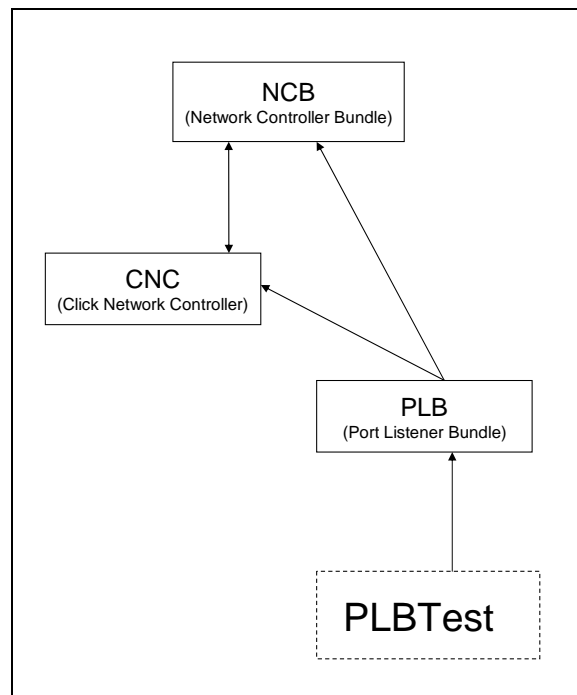 NCB
(Network Controller Bundle)
CNC
(Click Network Controller)
PLB
(Port Listener Bundle)
PLBTest